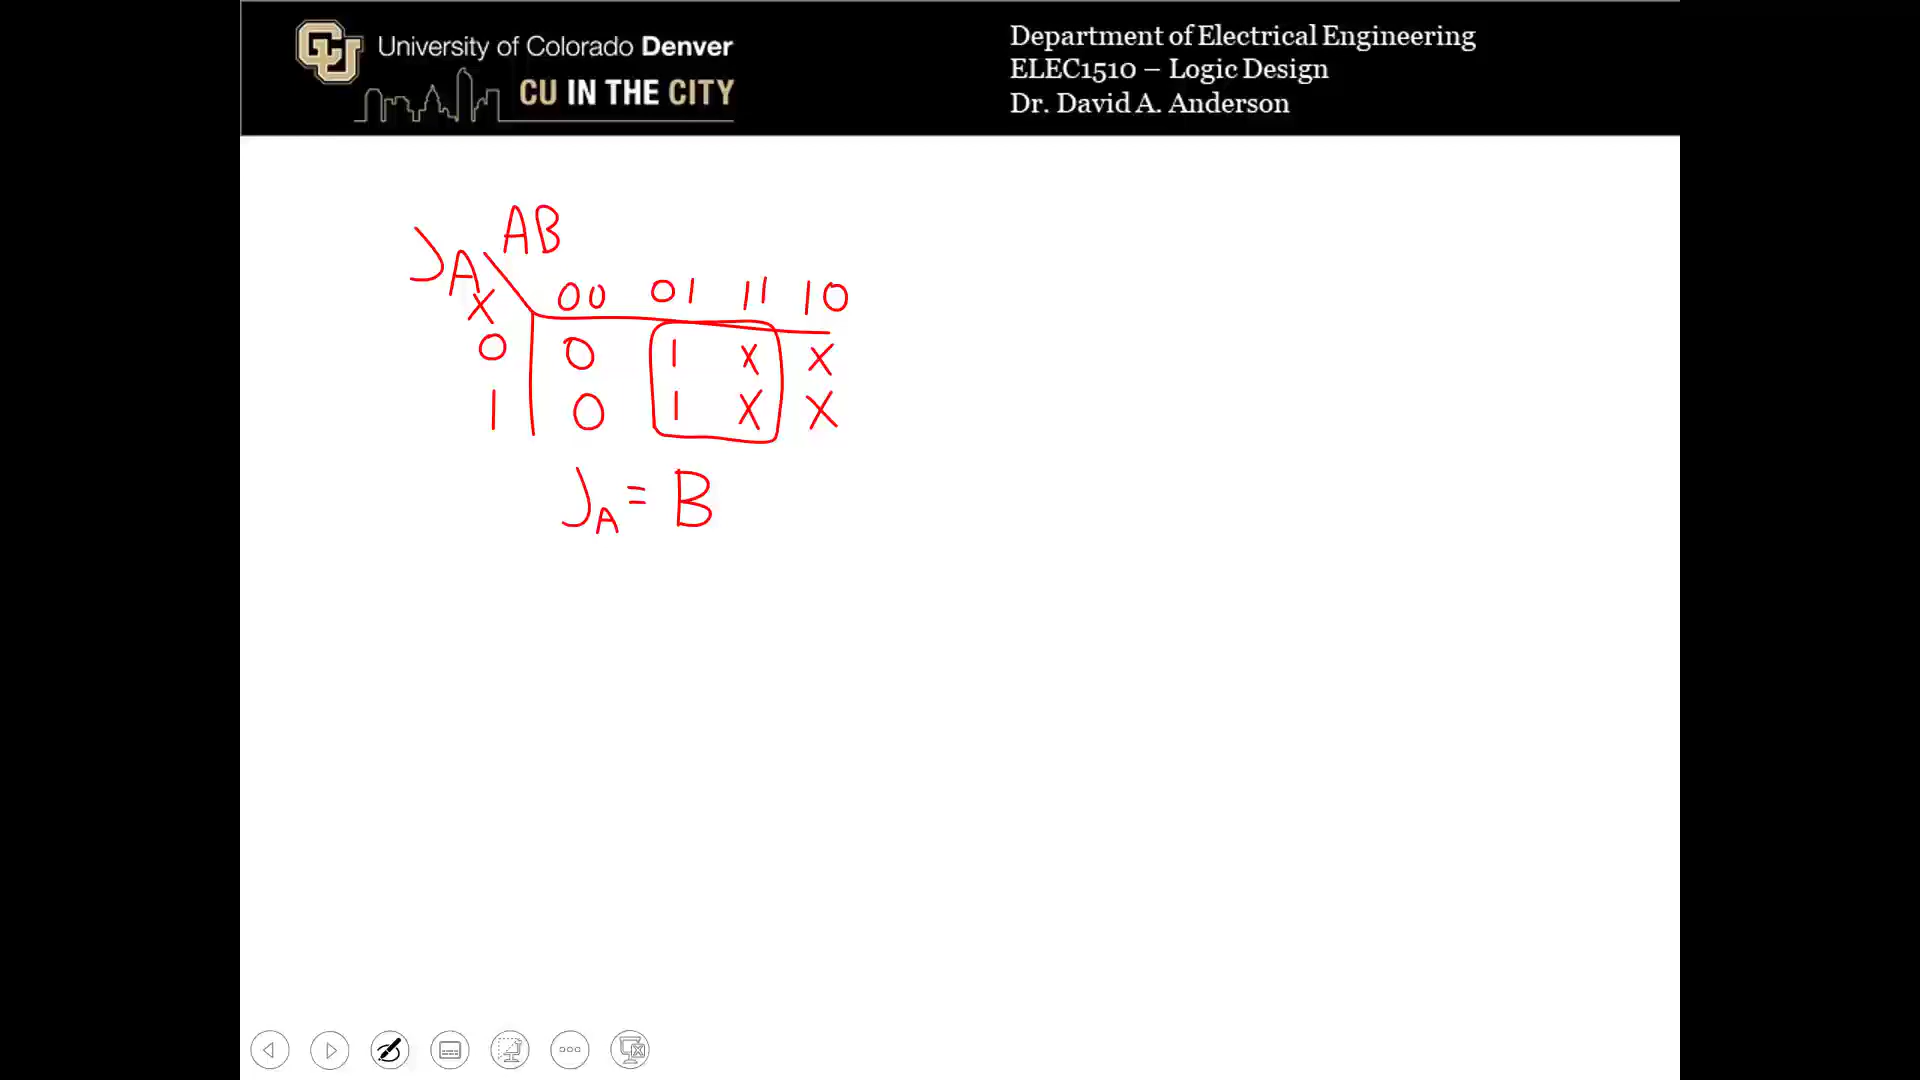 University of Colorado Denver
CU IN THE CITY
Department of Electrical Engineering
ELEC1510 – Logic Design
Dr. David A. Anderson
AB
JA
X
00 01 11 10
0 0 1 X X
1 0 1 X X
JA = B